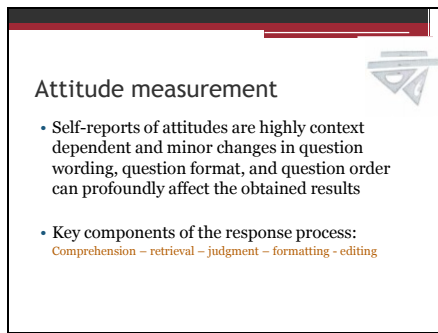 Attitude measurement
• Self-reports of attitudes are highly context
dependent and minor changes in question
wording, question format, and question order
can profoundly affect the obtained results
• Key components of the response process:
Comprehension – retrieval – judgment – formatting - editing